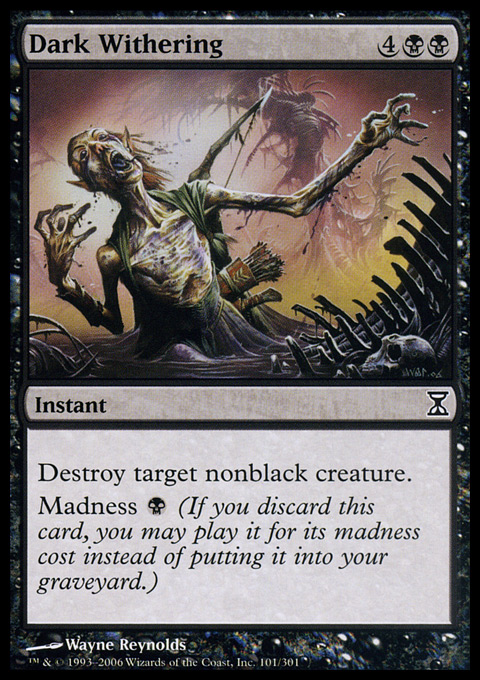 Dark Withering 4
Instant
Destroy target nonblack creature.
Madness (If you discard this
card, you may play it for its madness
cost instead of putting it into your
graveyard.)
Wayne Reynolds
™ & © 1993–2006 Wizards of the Coast, Inc. 101/301